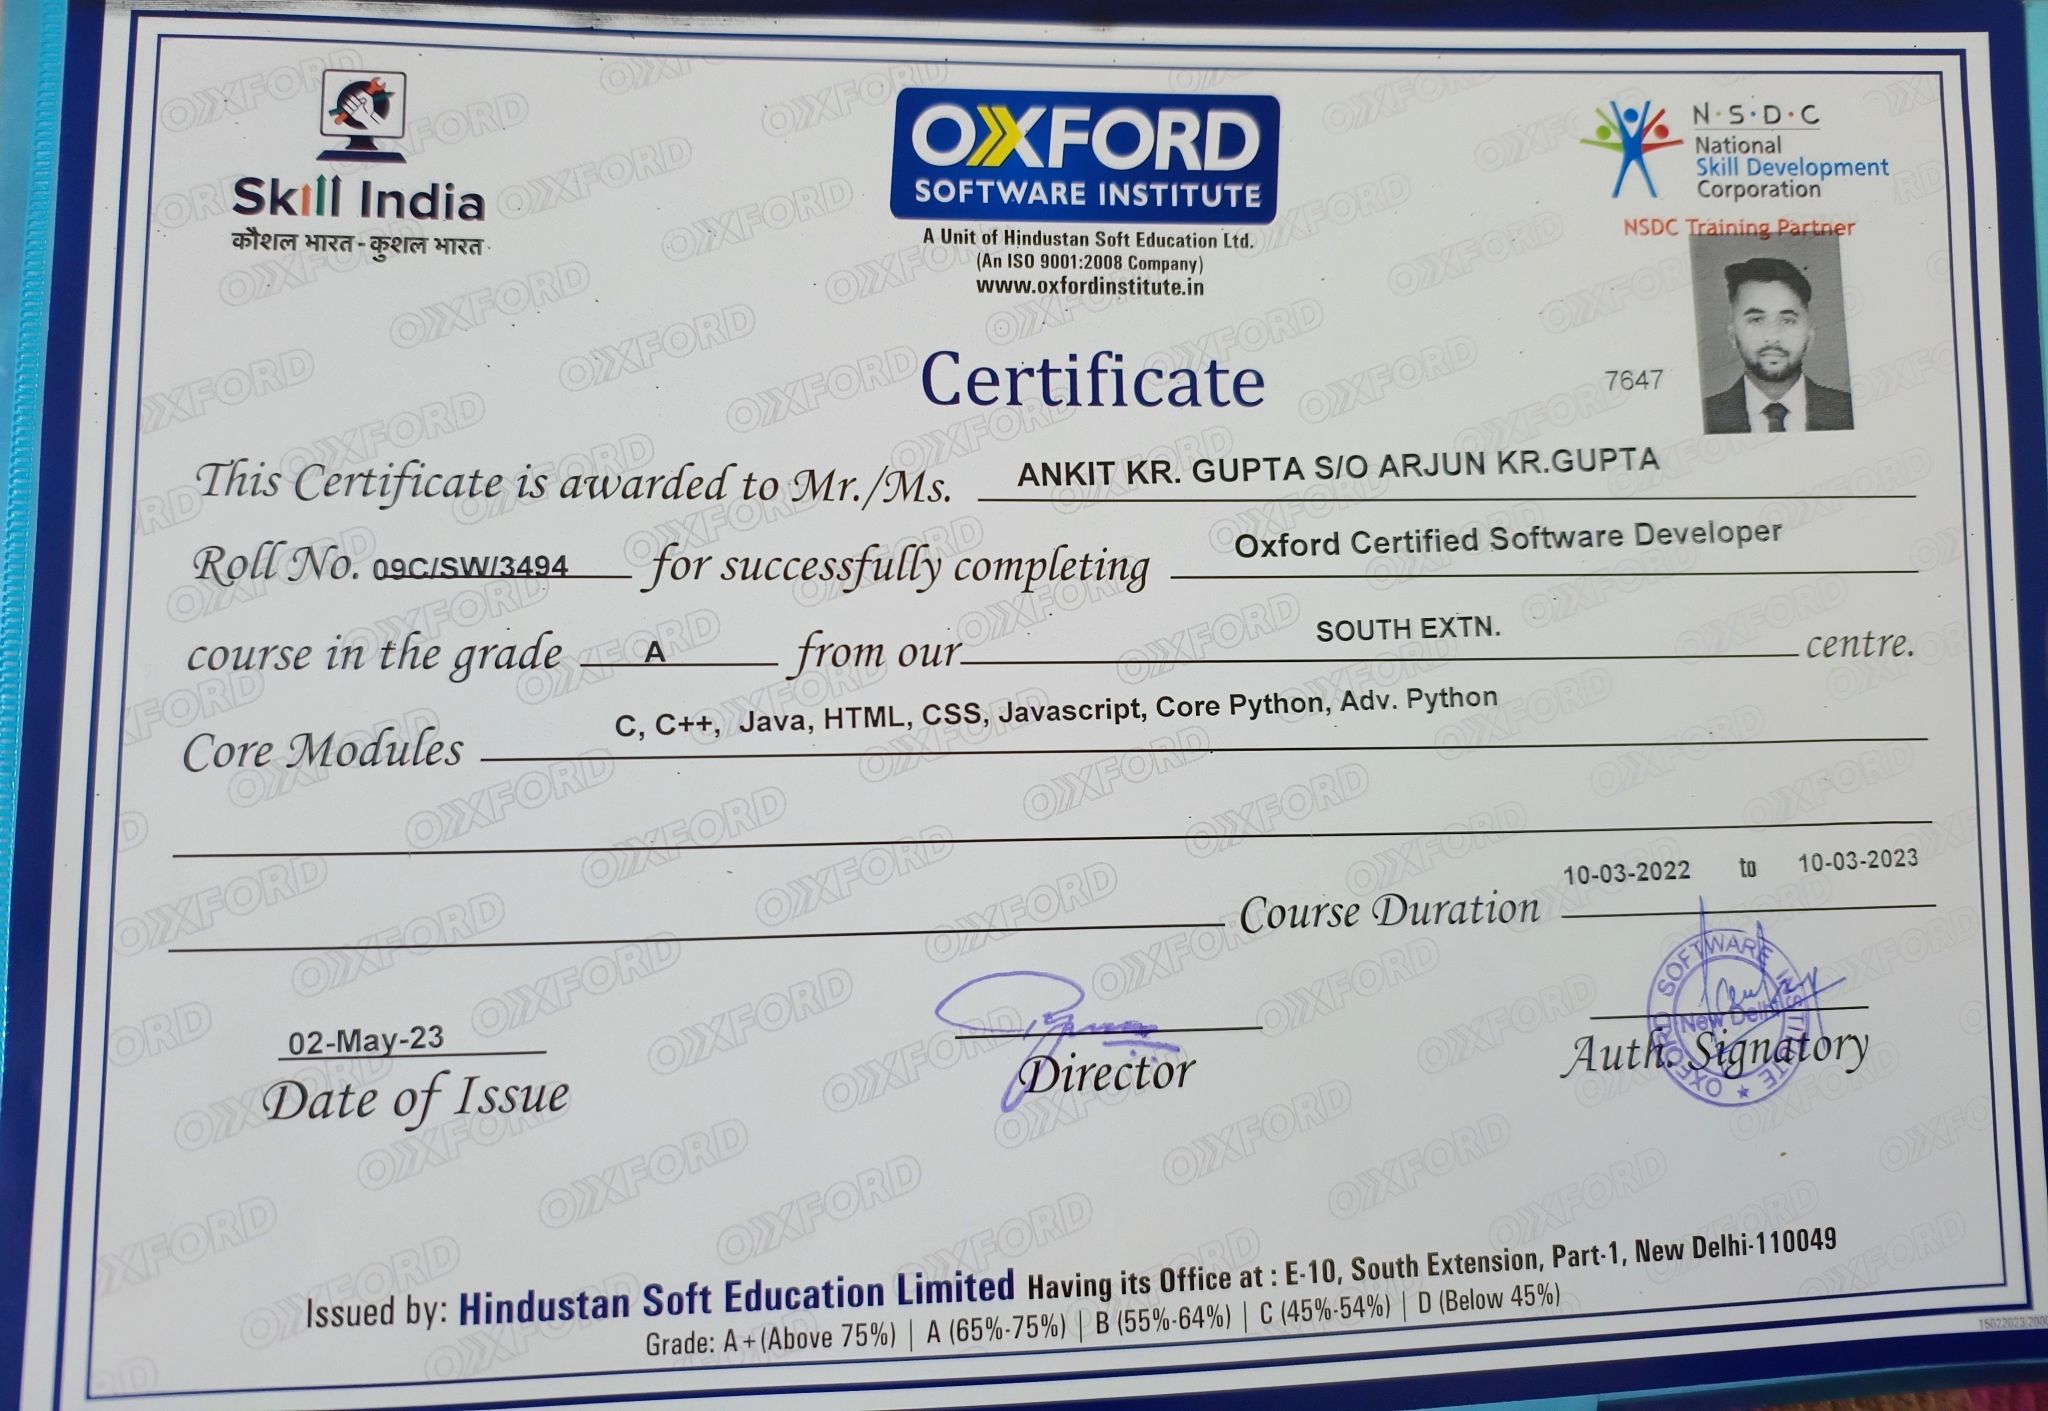 Skill India
कौशल भारत - कुशल भारत
OXFORD
SOFTWARE INSTITUTE
A Unit of Hindustan Soft Education Ltd.
(An ISO 9001:2008 Company)
www.oxfordinstitute.in
N·S·D·C
National
Skill Development
Corporation
NSDC Training Partner
Certificate
7647
This Certificate is awarded to Mr./Ms. ANKIT KR. GUPTA S/O ARJUN KR.GUPTA
Roll No. 09C/SW/3494 for successfully completing Oxford Certified Software Developer
course in the grade A from our SOUTH EXTN. centre.
Core Modules C, C++, Java, HTML, CSS, Javascript, Core Python, Adv. Python
Course Duration 10-03-2022 to 10-03-2023
02-May-23
Date of Issue
Director
Auth. Signatory
OXFORD SOFTWARE INSTITUTE
New Delhi
Issued by: Hindustan Soft Education Limited Having its Office at : E-10, South Extension, Part-1, New Delhi-110049
Grade: A+ (Above 75%) | A (65%-75%) | B (55%-64%) | C (45%-54%) | D (Below 45%)